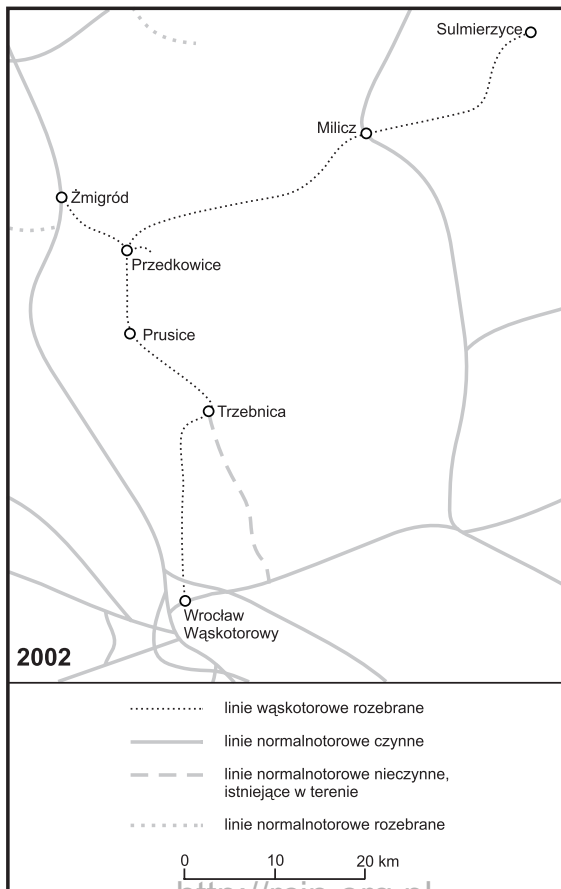 Sulmierzyce
Milicz
Żmigród
Przedkowice
Prusice
Trzebnica
Wrocław
Wąskotorowy
2002
linie wąskotorowe rozebrane
linie normalnotorowe czynne
linie normalnotorowe nieczynne,
istniejące w terenie
linie normalnotorowe rozebrane
0 10 20 km